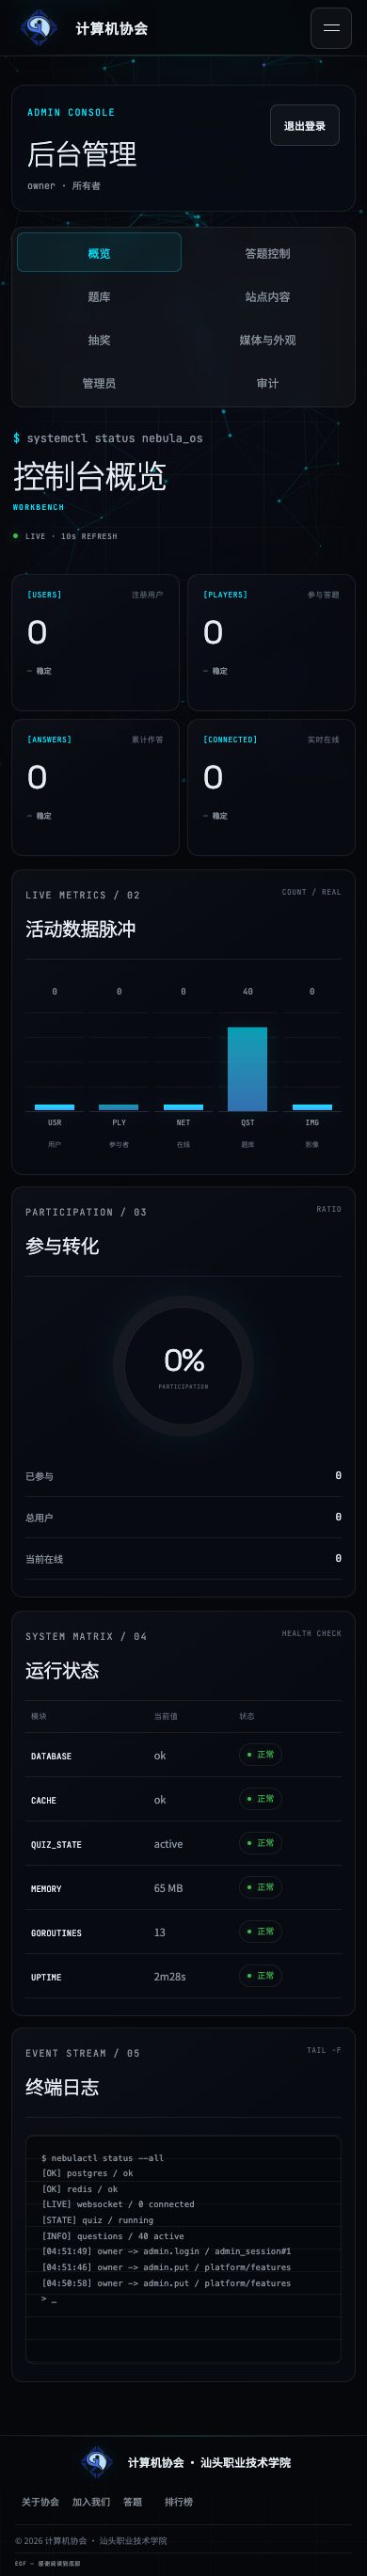 计算机协会
ADMIN CONSOLE
后台管理
owner · 所有者
退出登录
概览
答题控制
题库
站点内容
抽奖
媒体与外观
管理员
审计
$ systemctl status nebula_os
控制台概览
WORKBENCH
LIVE · 10s REFRESH
[USERS] 注册用户
0
— 稳定
[PLAYERS] 参与答题
0
— 稳定
[ANSWERS] 累计作答
0
— 稳定
[CONNECTED] 实时在线
0
— 稳定
LIVE METRICS / 02
COUNT / REAL
活动数据脉冲
0 0 0 40 0
USR PLY NET QST IMG
用户 参与者 在线 题库 影像
PARTICIPATION / 03
RATIO
参与转化
0%
PARTICIPATION
已参与 0
总用户 0
当前在线 0
SYSTEM MATRIX / 04
HEALTH CHECK
运行状态
模块 当前值 状态
DATABASE ok 正常
CACHE ok 正常
QUIZ_STATE active 正常
MEMORY 65 MB 正常
GOROUTINES 13 正常
UPTIME 2m28s 正常
EVENT STREAM / 05
TAIL -F
终端日志
$ nebulactl status --all
[OK] postgres / ok
[OK] redis / ok
[LIVE] websocket / 0 connected
[STATE] quiz / running
[INFO] questions / 40 active
[04:51:49] owner -> admin.login / admin_session#1
[04:51:46] owner -> admin.put / platform/features
[04:50:58] owner -> admin.put / platform/features
> _
计算机协会 · 汕头职业技术学院
关于协会 加入我们 答题 排行榜
© 2026 计算机协会 · 汕头职业技术学院
EOF — 感谢阅读到底部